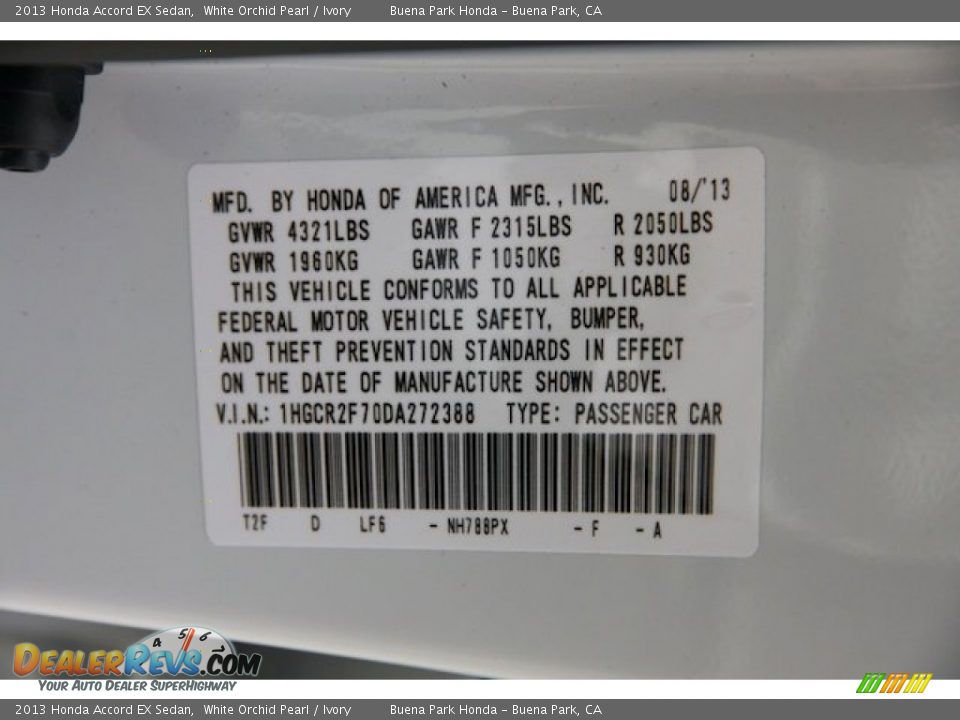 2013 Honda Accord EX Sedan, White Orchid Pearl / Ivory Buena Park Honda - Buena Park, CA
MFD. BY HONDA OF AMERICA MFG., INC. 08/'13
GVWR 4321LBS GAWR F 2315LBS R 2050LBS
GVWR 1960KG GAWR F 1050KG R 930KG
THIS VEHICLE CONFORMS TO ALL APPLICABLE
FEDERAL MOTOR VEHICLE SAFETY, BUMPER,
AND THEFT PREVENTION STANDARDS IN EFFECT
ON THE DATE OF MANUFACTURE SHOWN ABOVE.
V.I.N.: 1HGCR2F70DA272388 TYPE: PASSENGER CAR
T2F D LF6 - NH788PX - F - A
4 5 6
DEALERREVS.COM
YOUR AUTO DEALER SUPERHIGHWAY
2013 Honda Accord EX Sedan, White Orchid Pearl / Ivory Buena Park Honda - Buena Park, CA